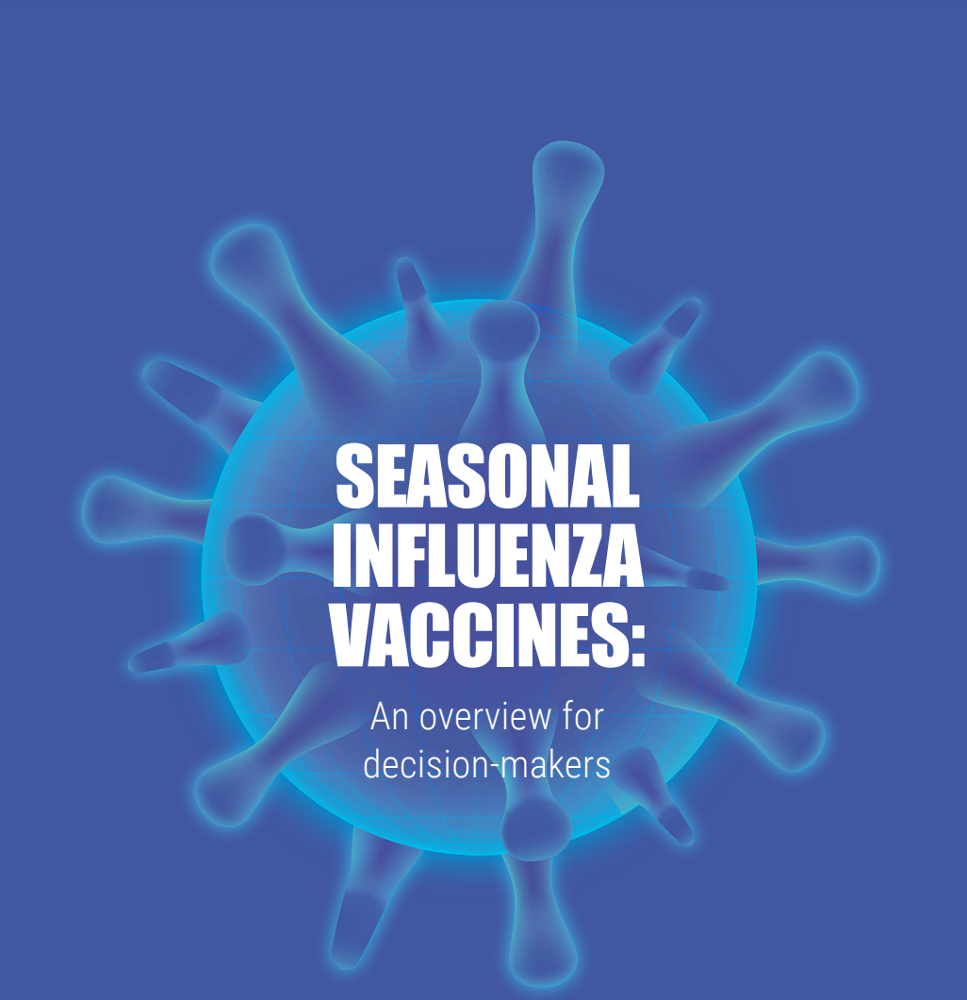 SEASONAL
INFLUENZA
VACCINES:
An overview for
decision-makers